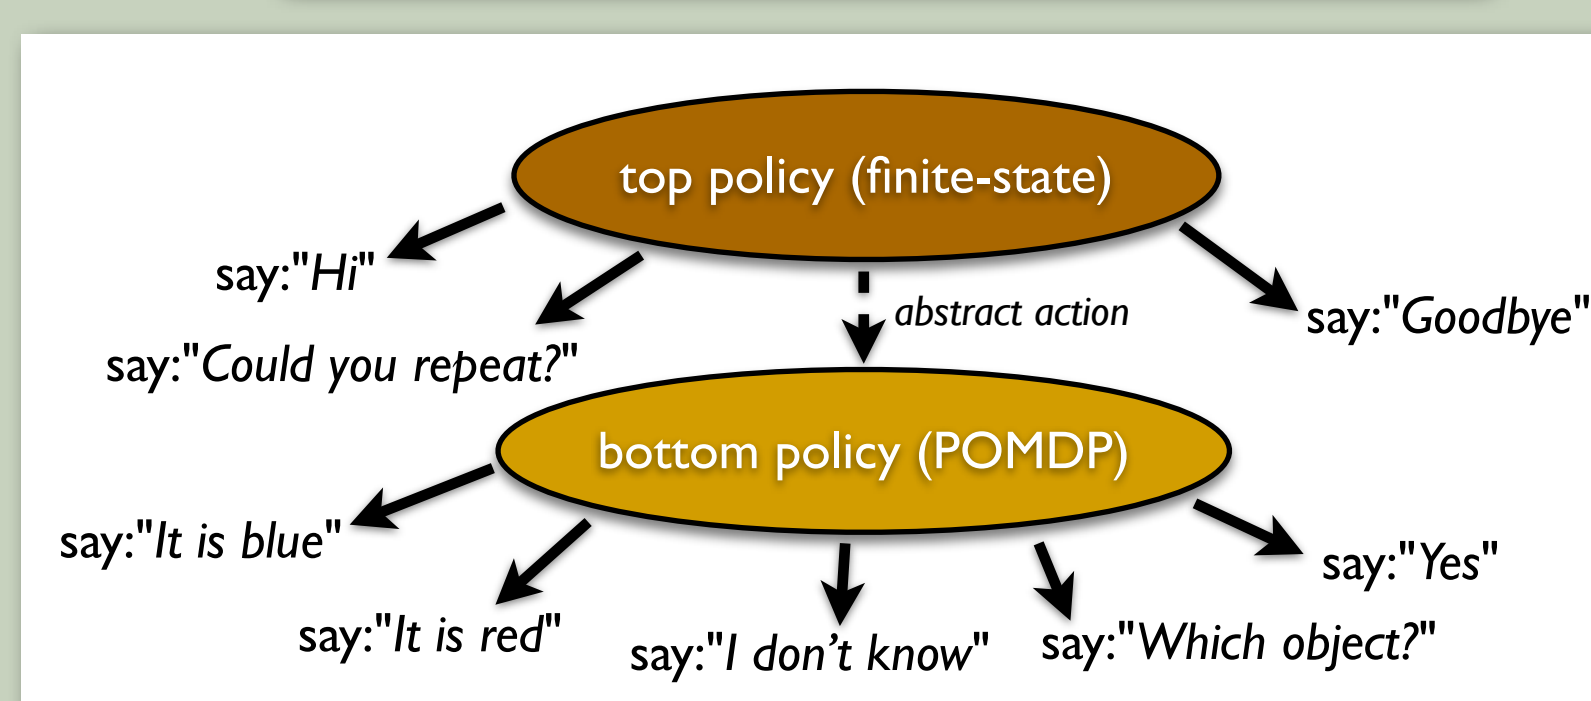 top policy (finite-state)
say:"Hi"
abstract action
say:"Goodbye"
say:"Could you repeat?"
bottom policy (POMDP)
say:"It is blue"
say:"Yes"
say:"It is red"
say:"I don’t know"
say:"Which object?"